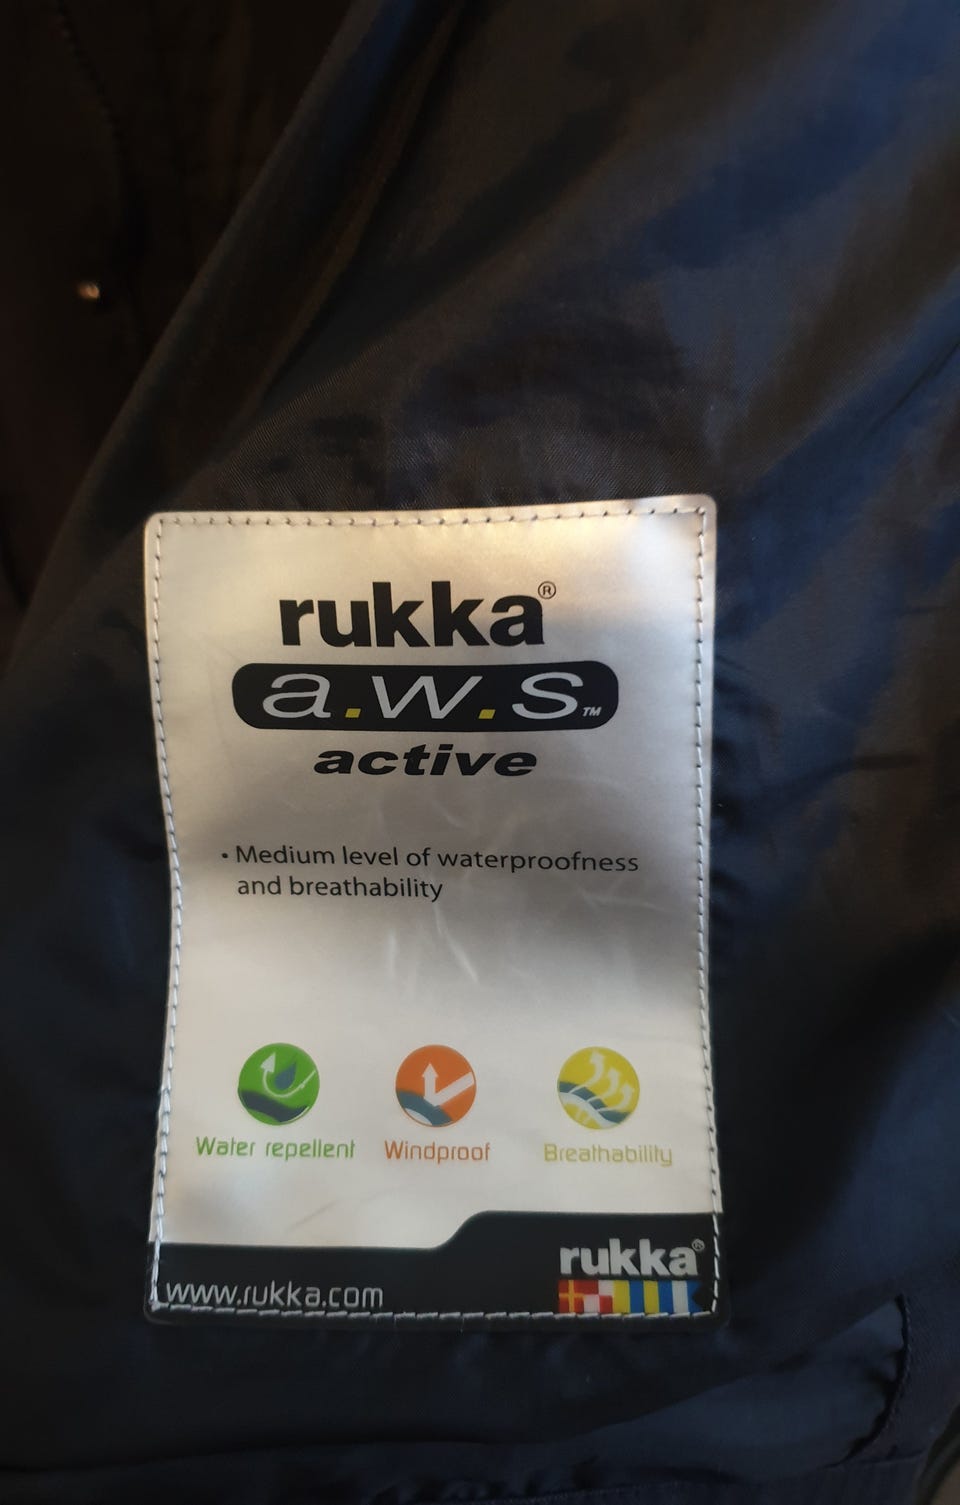 rukka®
a.w.s™
active
• Medium level of waterproofness
and breathability
Water repellent Windproof Breathability
rukka®
www.rukka.com